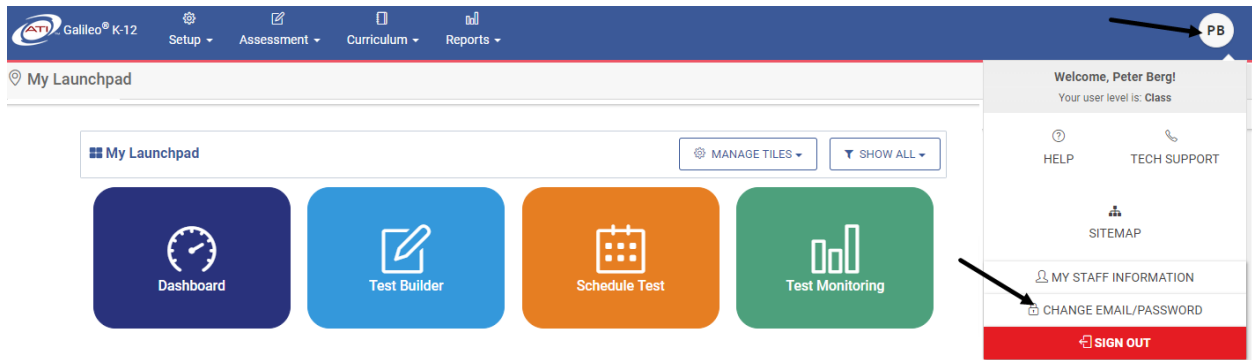 ATI Galileo® K-12
Setup
Assessment
Curriculum
Reports
PB
My Launchpad
Welcome, Peter Berg!
Your user level is: Class
HELP
TECH SUPPORT
SITEMAP
MY STAFF INFORMATION
CHANGE EMAIL/PASSWORD
SIGN OUT
My Launchpad
MANAGE TILES
SHOW ALL
Dashboard
Test Builder
Schedule Test
Test Monitoring